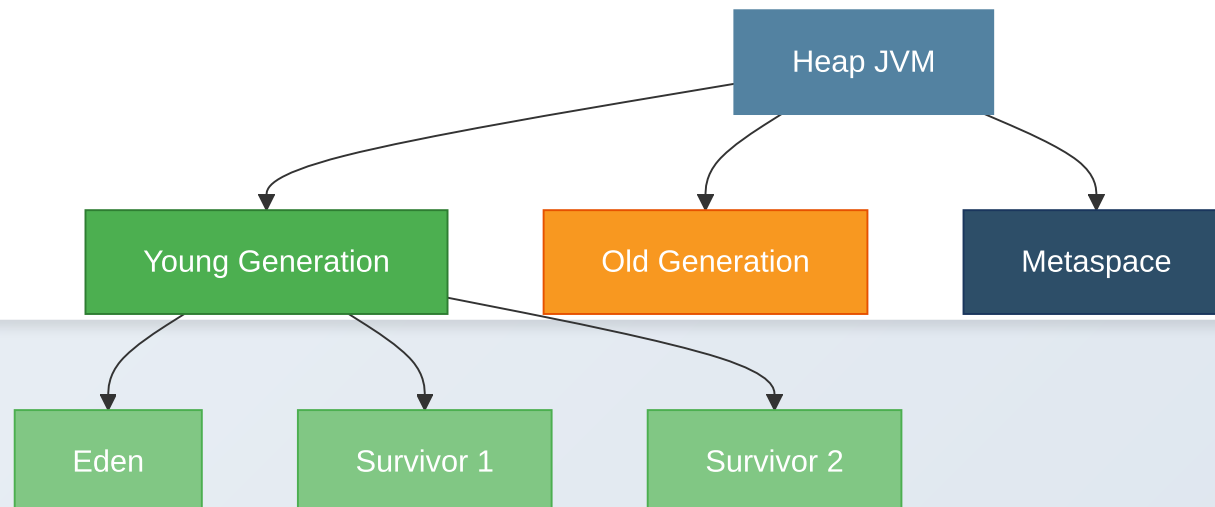 Heap JVM
Young Generation
Old Generation
Metaspace
Eden
Survivor 1
Survivor 2